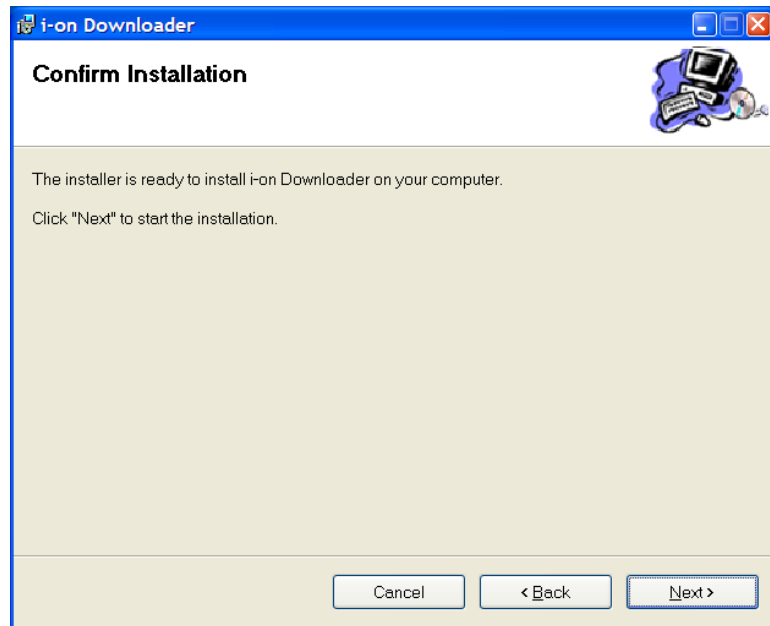 i-on Downloader
Confirm Installation
The installer is ready to install i-on Downloader on your computer.
Click "Next" to start the installation.
Cancel
< Back
Next >